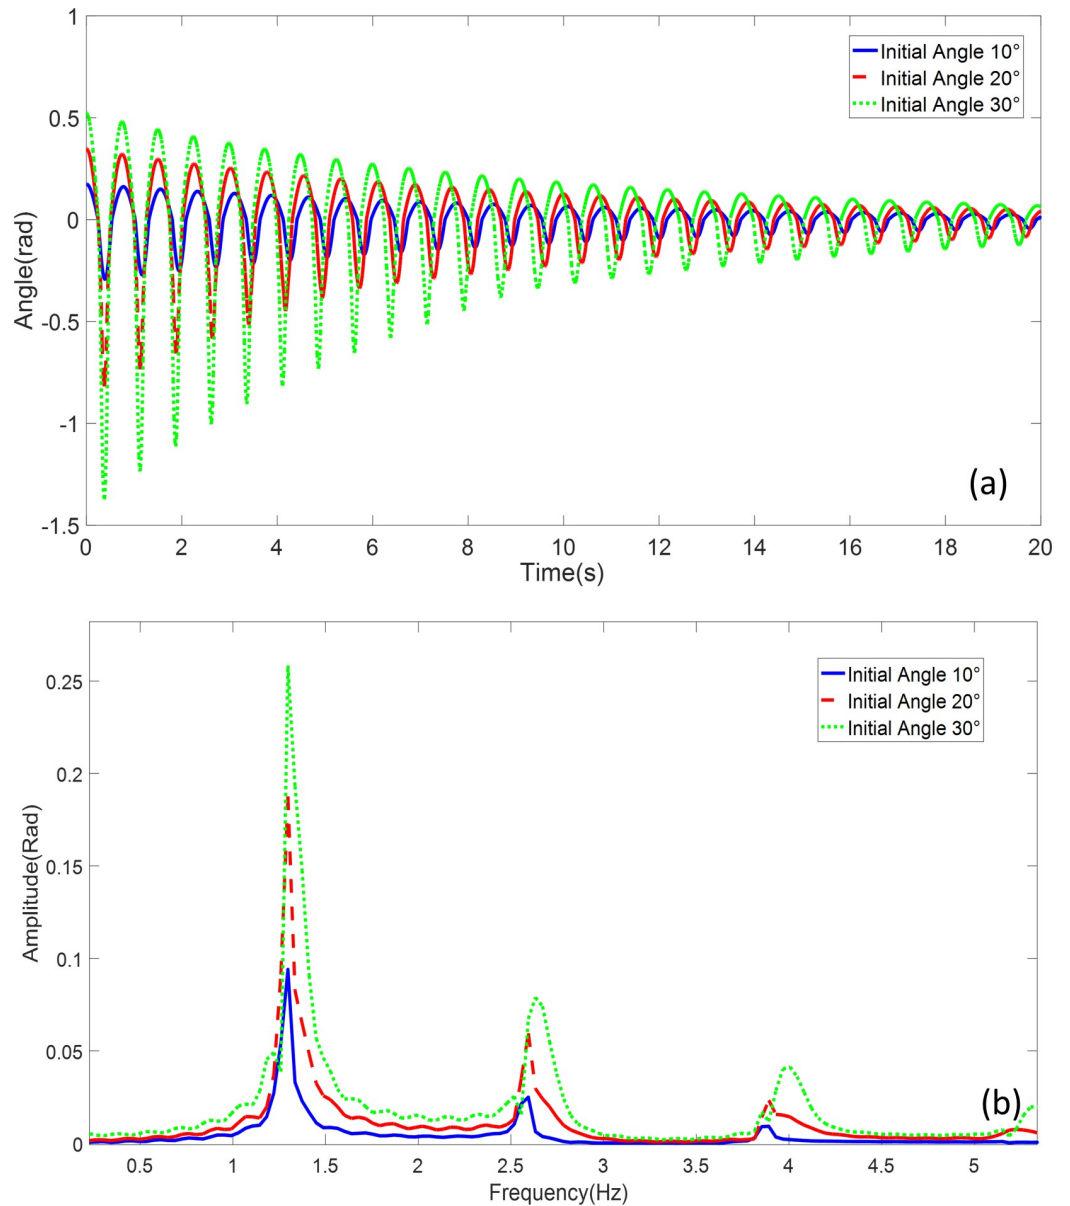 1
0.5
0
-0.5
-1
-1.5
Angle(rad)
Initial Angle 10°
Initial Angle 20°
Initial Angle 30°
(a)
0 2 4 6 8 10 12 14 16 18 20
Time(s)
0.25
0.2
0.15
0.1
0.05
0
Amplitude(Rad)
Initial Angle 10°
Initial Angle 20°
Initial Angle 30°
(b)
0.5 1 1.5 2 2.5 3 3.5 4 4.5 5
Frequency(Hz)